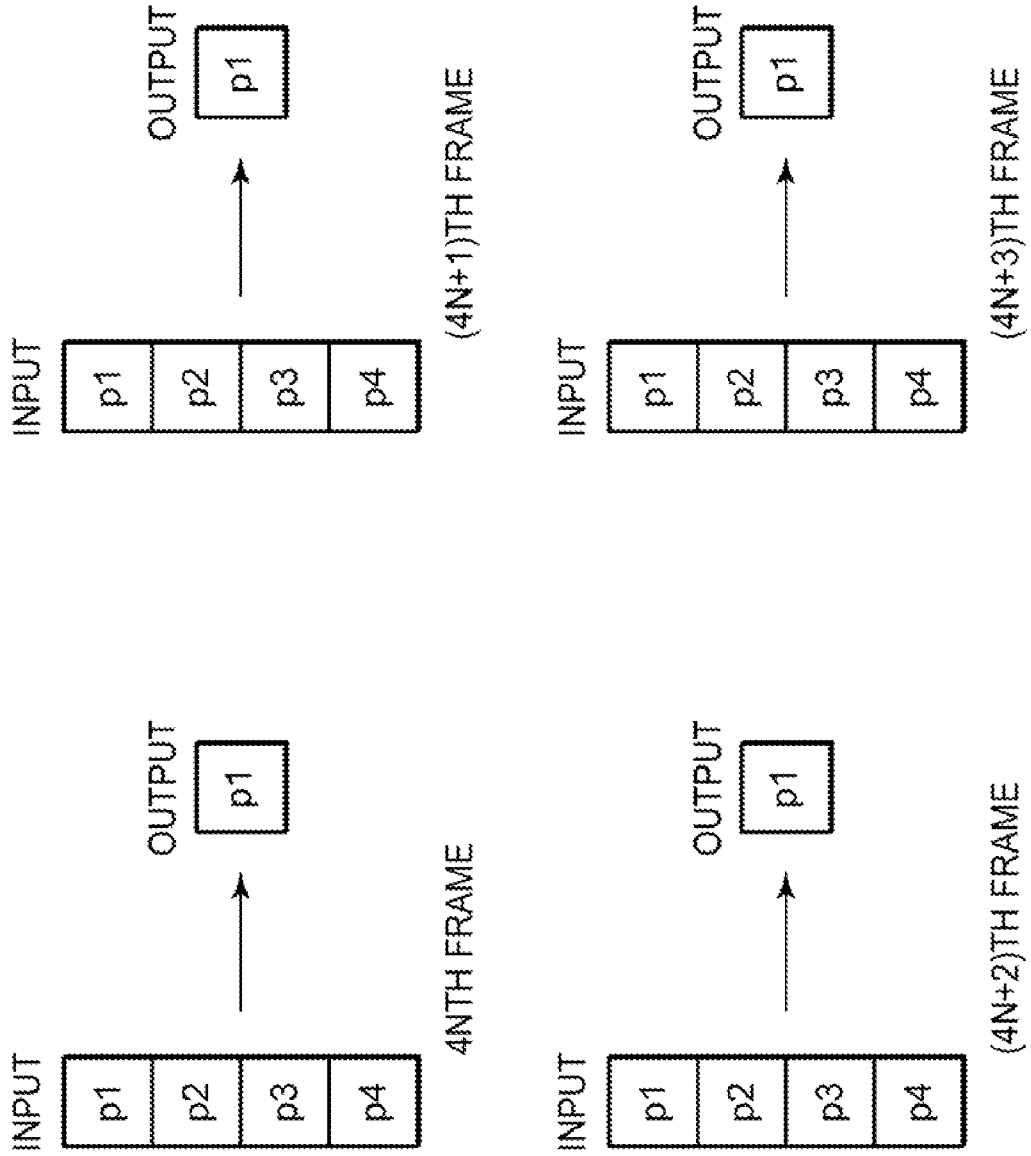 INPUT
p1
p2
p3
p4
OUTPUT
p1
4NTH FRAME
INPUT
p1
p2
p3
p4
OUTPUT
p1
(4N+1)TH FRAME
INPUT
p1
p2
p3
p4
OUTPUT
p1
(4N+2)TH FRAME
INPUT
p1
p2
p3
p4
OUTPUT
p1
(4N+3)TH FRAME